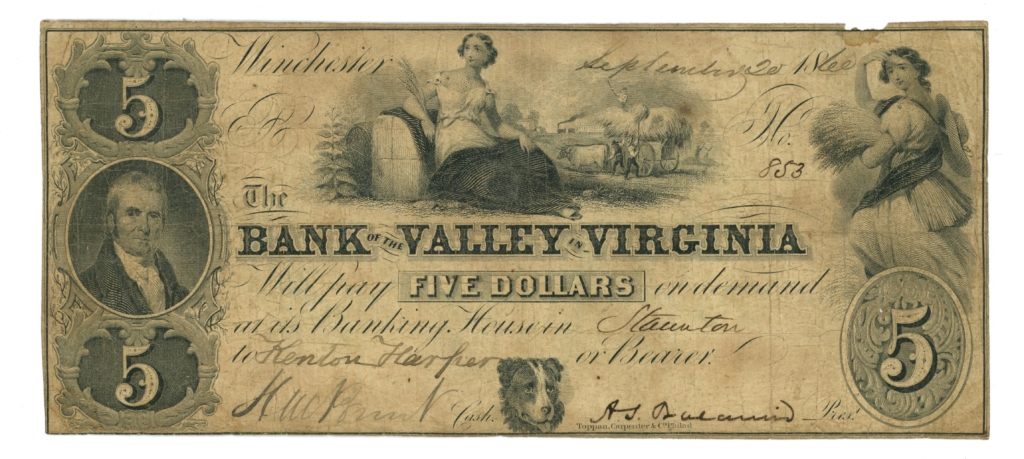 5
Winchester September 20 1860
No. 853
The
BANK OF THE VALLEY IN VIRGINIA
Will pay FIVE DOLLARS on demand
at its Banking House in Staunton
to Kenton Harper or Bearer.
Cash. Pres.
Toppan, Carpenter & Co. Philad.
5
5